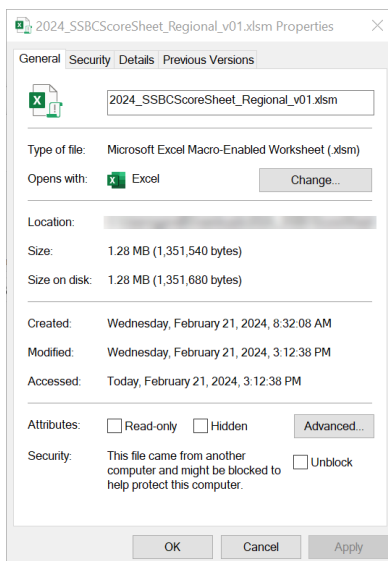 2024_SSBCScoreSheet_Regional_v01.xlsm Properties
General Security Details Previous Versions
2024_SSBCScoreSheet_Regional_v01.xlsm
Type of file: Microsoft Excel Macro-Enabled Worksheet (.xlsm)
Opens with: Excel Change...
Location:
Size: 1.28 MB (1,351,540 bytes)
Size on disk: 1.28 MB (1,351,680 bytes)
Created: Wednesday, February 21, 2024, 8:32:08 AM
Modified: Wednesday, February 21, 2024, 3:12:38 PM
Accessed: Today, February 21, 2024, 3:12:38 PM
Attributes: Read-only Hidden Advanced...
Security: This file came from another
computer and might be blocked to
help protect this computer.
Unblock
OK Cancel Apply